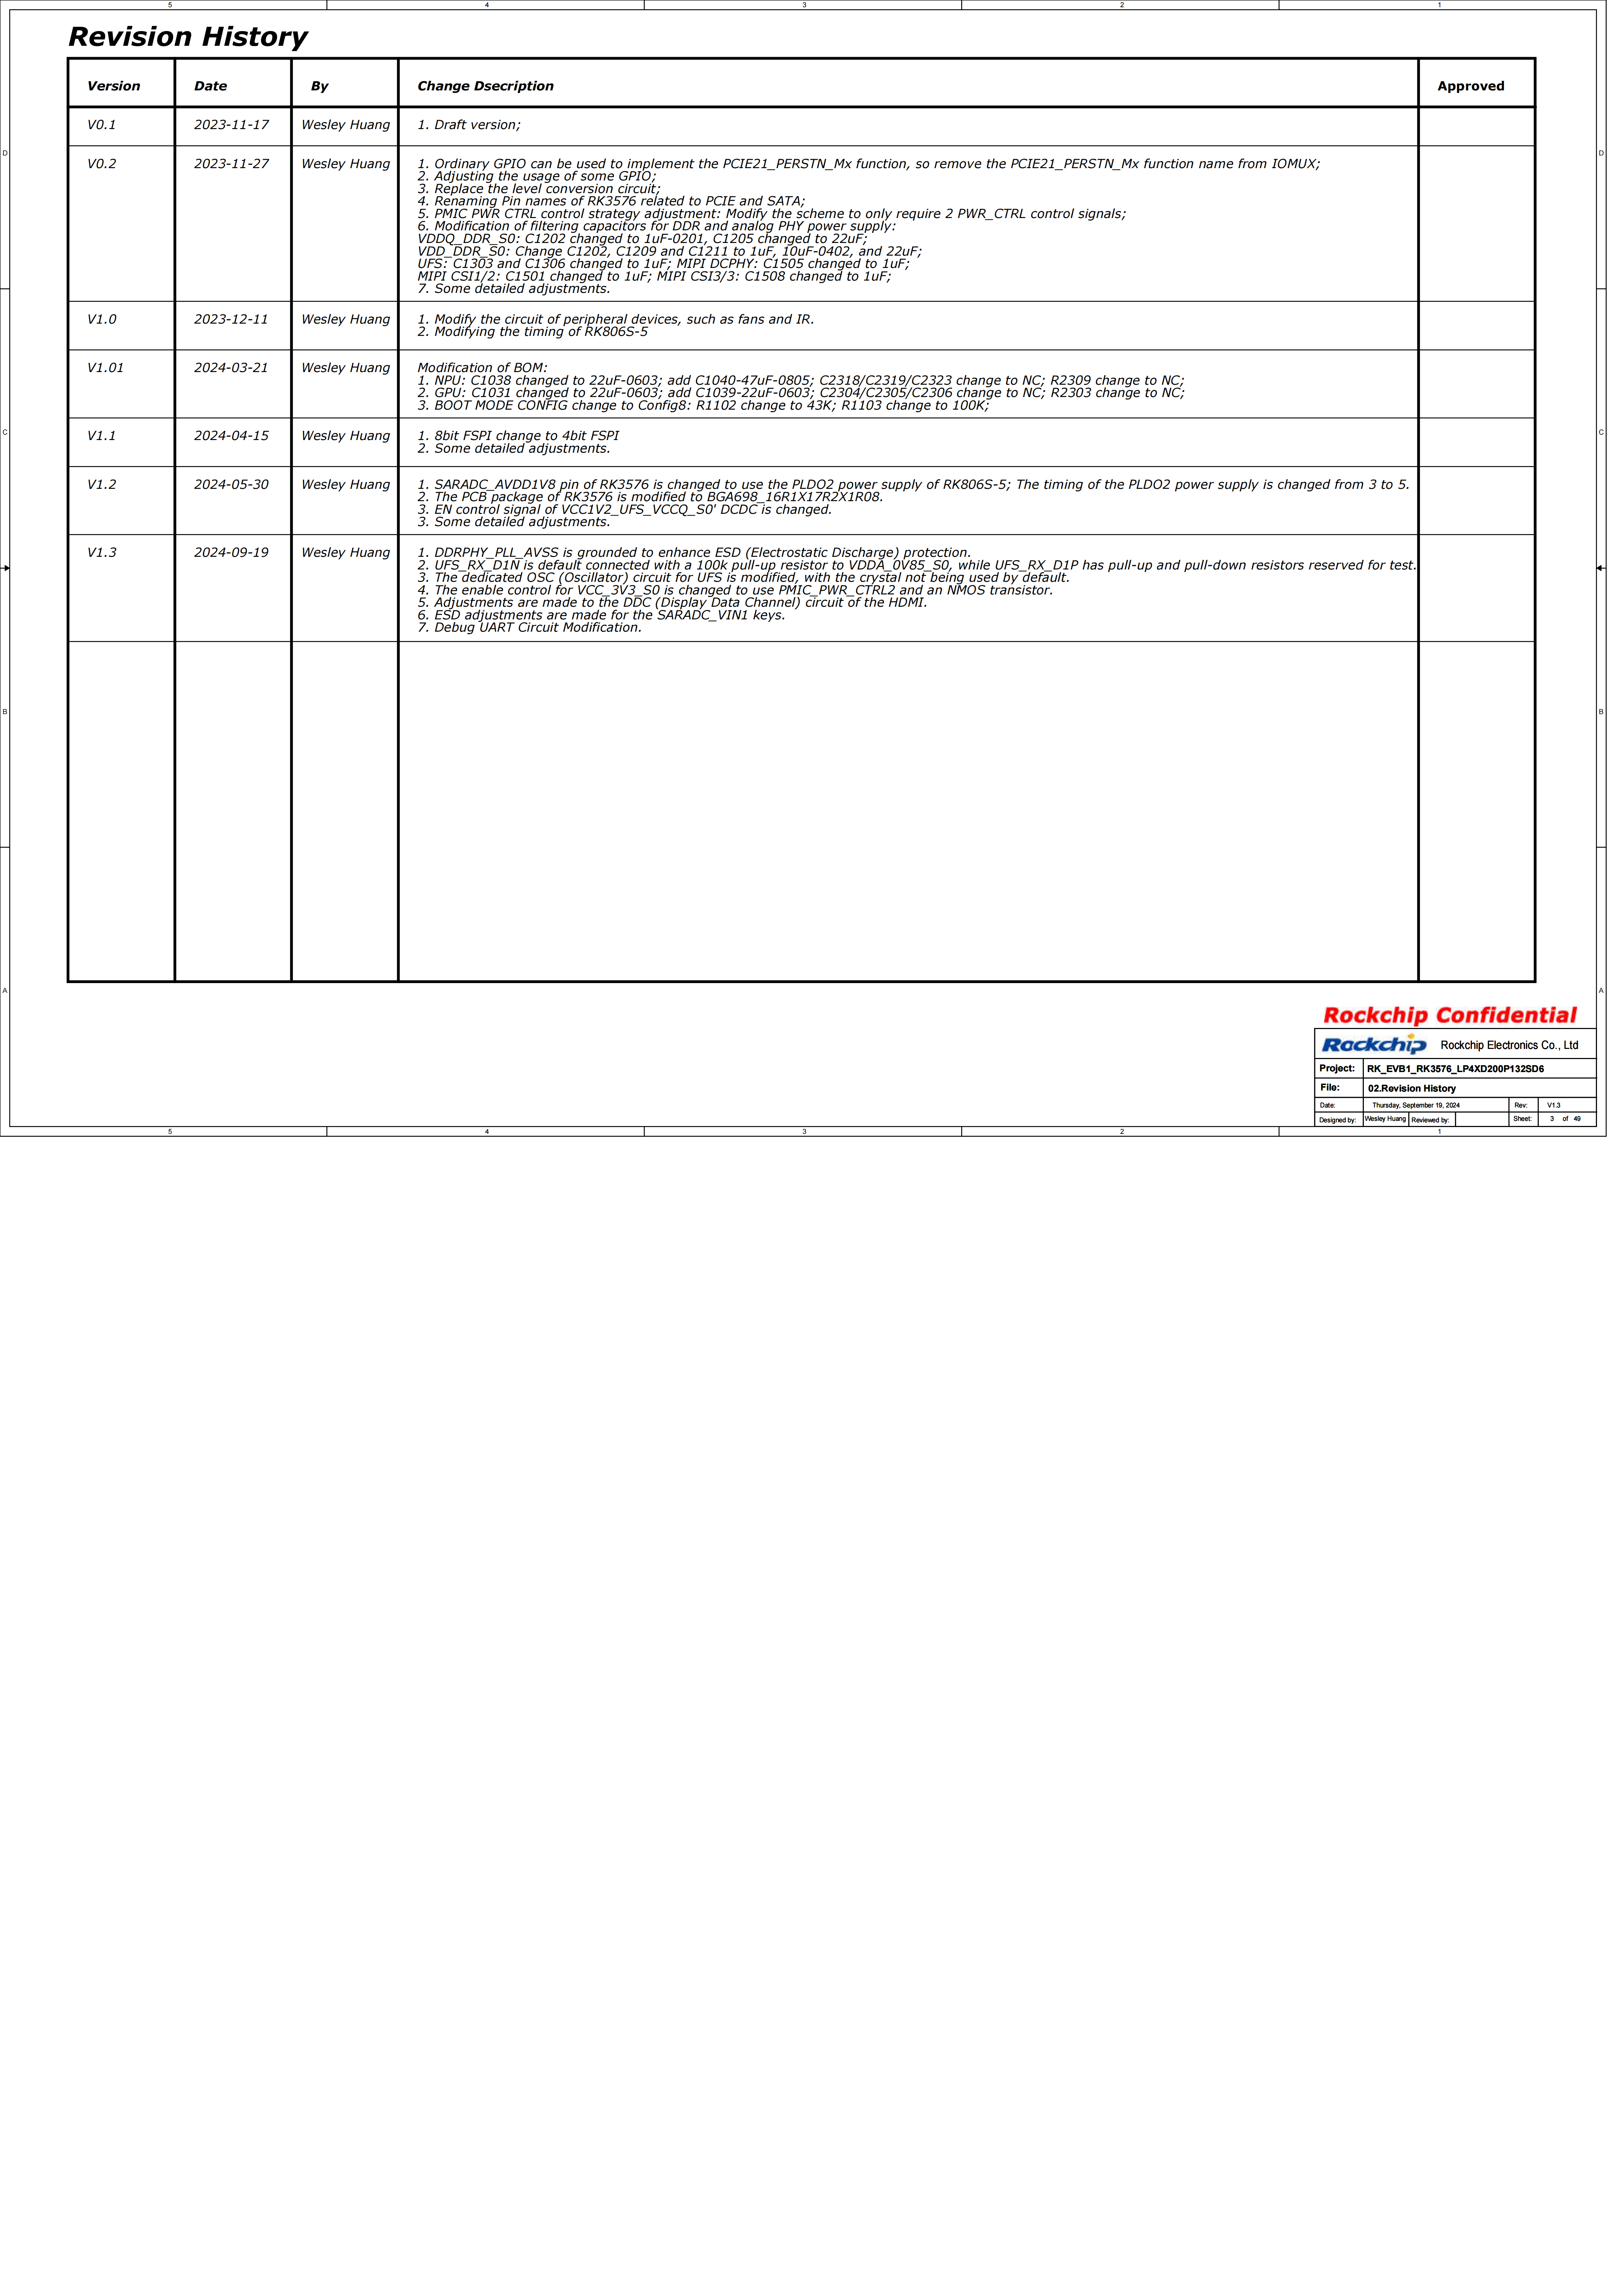 5 4 3 2 1
Revision History
Version Date By Change Dsecription Approved
V0.1 2023-11-17 Wesley Huang 1. Draft version;
V0.2 2023-11-27 Wesley Huang 1. Ordinary GPIO can be used to implement the PCIE21_PERSTN_Mx function, so remove the PCIE21_PERSTN_Mx function name from IOMUX;
D D
2. Adjusting the usage of some GPIO;
3. Replace the level conversion circuit;
4. Renaming Pin names of RK3576 related to PCIE and SATA;
5. PMIC PWR CTRL control strategy adjustment: Modify the scheme to only require 2 PWR_CTRL control signals;
6. Modification of filtering capacitors for DDR and analog PHY power supply:
VDDQ_DDR_S0: C1202 changed to 1uF-0201, C1205 changed to 22uF;
VDD_DDR_S0: Change C1202, C1209 and C1211 to 1uF, 10uF-0402, and 22uF;
UFS: C1303 and C1306 changed to 1uF; MIPI DCPHY: C1505 changed to 1uF;
MIPI CSI1/2: C1501 changed to 1uF; MIPI CSI3/3: C1508 changed to 1uF;
7. Some detailed adjustments.
V1.0 2023-12-11 Wesley Huang 1. Modify the circuit of peripheral devices, such as fans and IR.
2. Modifying the timing of RK806S-5
V1.01 2024-03-21 Wesley Huang Modification of BOM:
1. NPU: C1038 changed to 22uF-0603; add C1040-47uF-0805; C2318/C2319/C2323 change to NC; R2309 change to NC;
2. GPU: C1031 changed to 22uF-0603; add C1039-22uF-0603; C2304/C2305/C2306 change to NC; R2303 change to NC;
3. BOOT MODE CONFIG change to Config8: R1102 change to 43K; R1103 change to 100K;
C C
V1.1 2024-04-15 Wesley Huang 1. 8bit FSPI change to 4bit FSPI
2. Some detailed adjustments.
V1.2 2024-05-30 Wesley Huang 1. SARADC_AVDD1V8 pin of RK3576 is changed to use the PLDO2 power supply of RK806S-5; The timing of the PLDO2 power supply is changed from 3 to 5.
2. The PCB package of RK3576 is modified to BGA698_16R1X17R2X1R08.
3. EN control signal of VCC1V2_UFS_VCCQ_S0' DCDC is changed.
3. Some detailed adjustments.
V1.3 2024-09-19 Wesley Huang 1. DDRPHY_PLL_AVSS is grounded to enhance ESD (Electrostatic Discharge) protection.
2. UFS_RX_D1N is default connected with a 100k pull-up resistor to VDDA_0V85_S0, while UFS_RX_D1P has pull-up and pull-down resistors reserved for test.
3. The dedicated OSC (Oscillator) circuit for UFS is modified, with the crystal not being used by default.
4. The enable control for VCC_3V3_S0 is changed to use PMIC_PWR_CTRL2 and an NMOS transistor.
5. Adjustments are made to the DDC (Display Data Channel) circuit of the HDMI.
6. ESD adjustments are made for the SARADC_VIN1 keys.
7. Debug UART Circuit Modification.
B B
A A
Rockchip Confidential
Rockchip Rockchip Electronics Co., Ltd
Project: RK_EVB1_RK3576_LP4XD200P132SD6
File: 02.Revision History
Date: Thursday, September 19, 2024 Rev: V1.3
Designed by: Wesley Huang Reviewed by: Sheet: 3 of 49
5 4 3 2 1